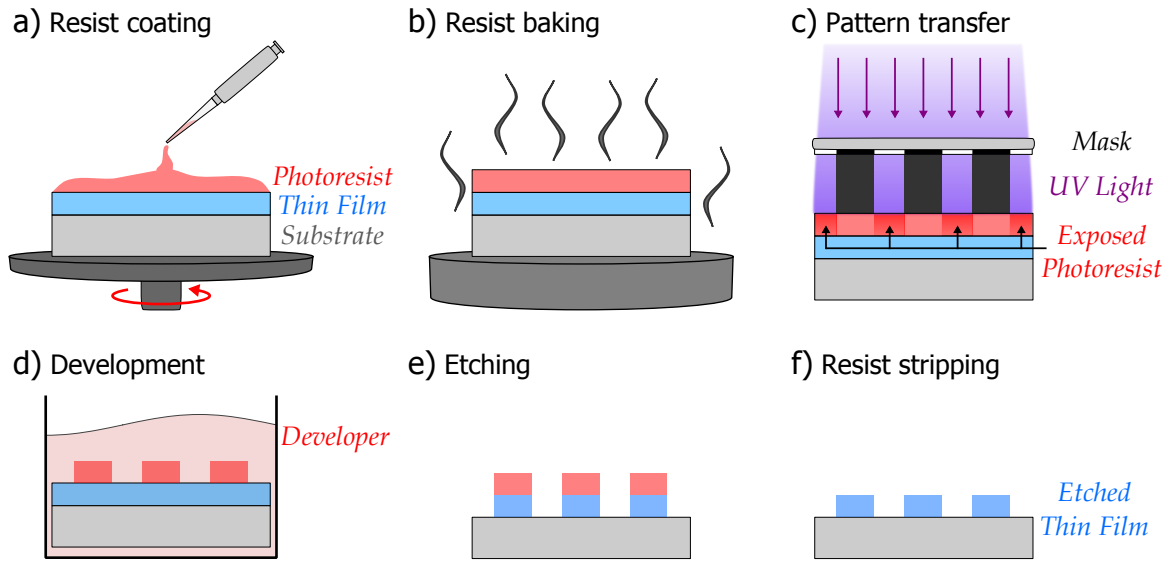 a) Resist coating
Photoresist
Thin Film
Substrate
b) Resist baking
c) Pattern transfer
Mask
UV Light
Exposed
Photoresist
d) Development
Developer
e) Etching
f) Resist stripping
Etched
Thin Film